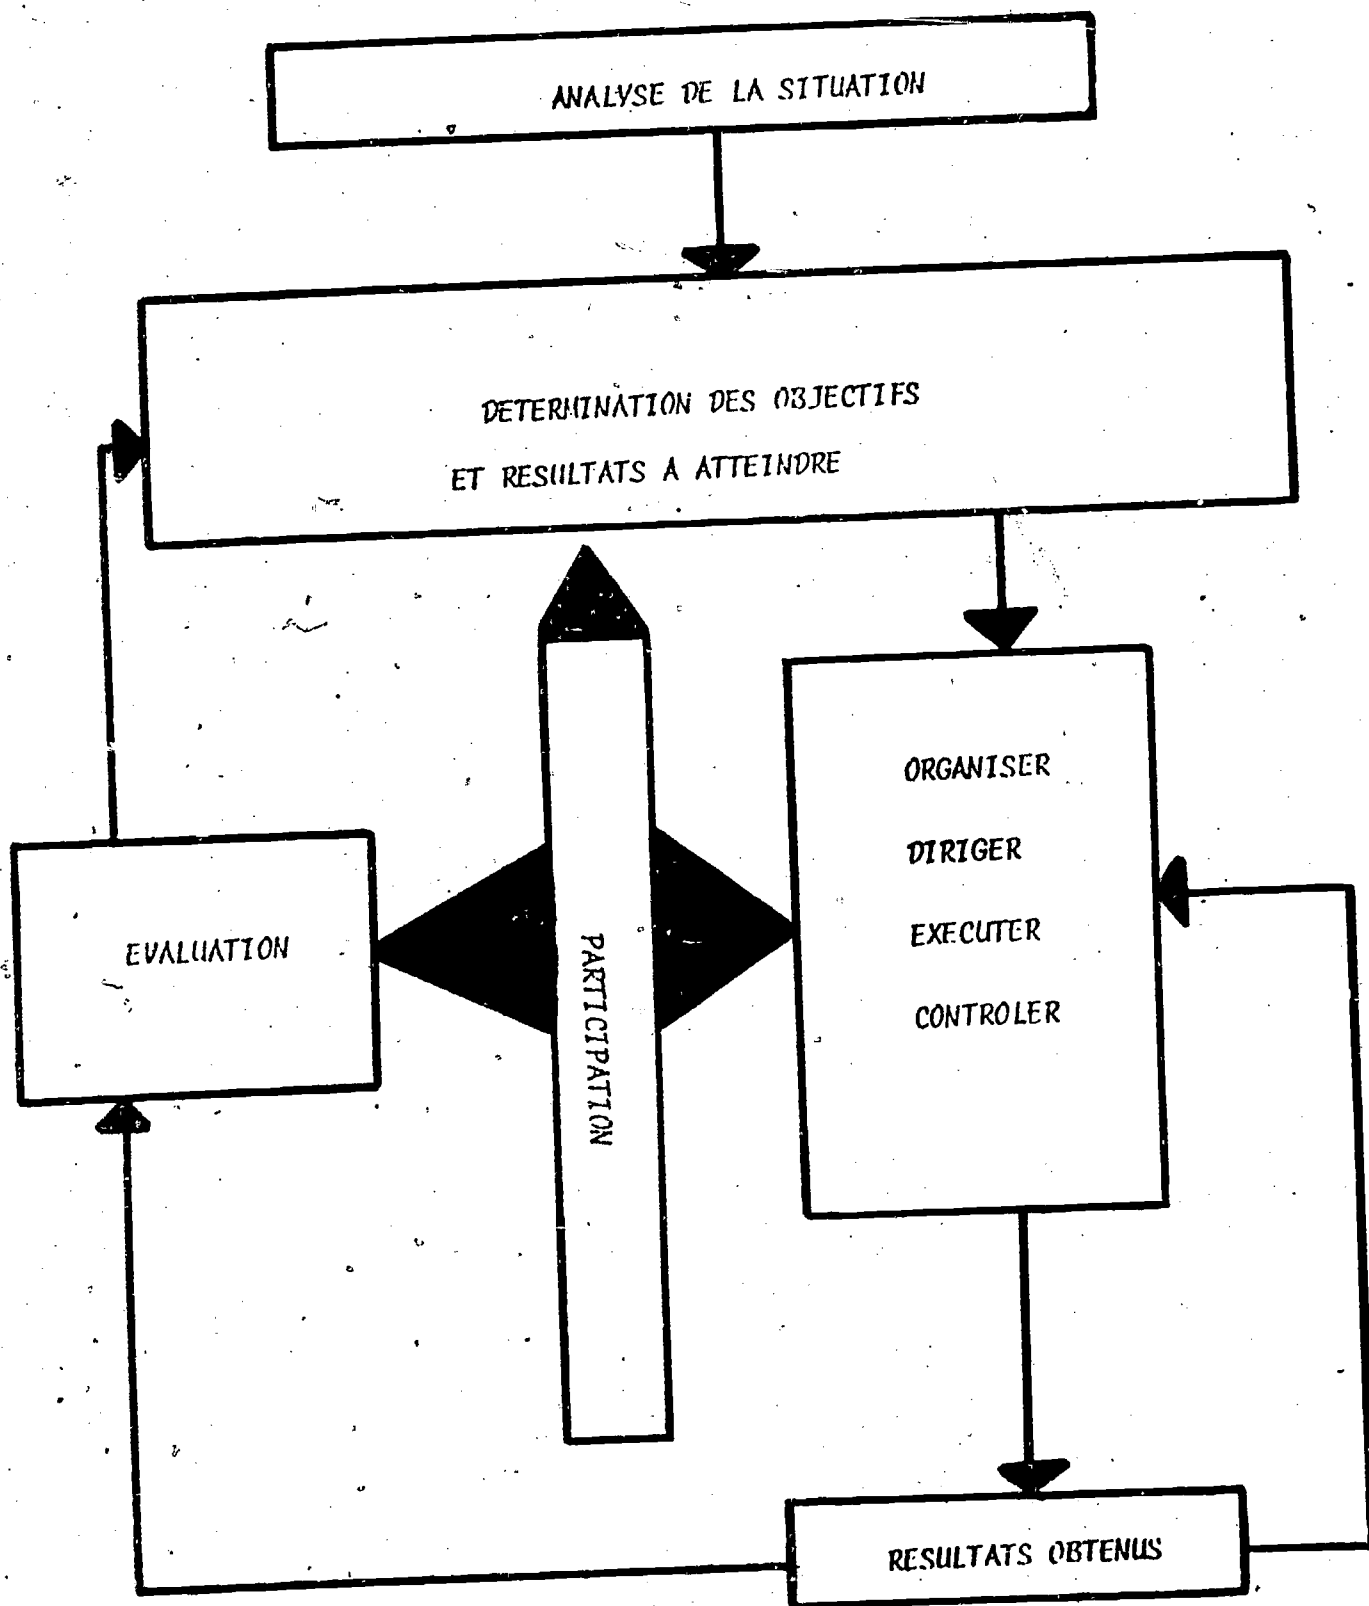 ANALYSE DE LA SITUATION
DETERMINATION DES OBJECTIFS
ET RESULTATS A ATTEINDRE
ORGANISER
DIRIGER
EXECUTER
CONTROLER
EVALUATION
PARTICIPATION
RESULTATS OBTENUS